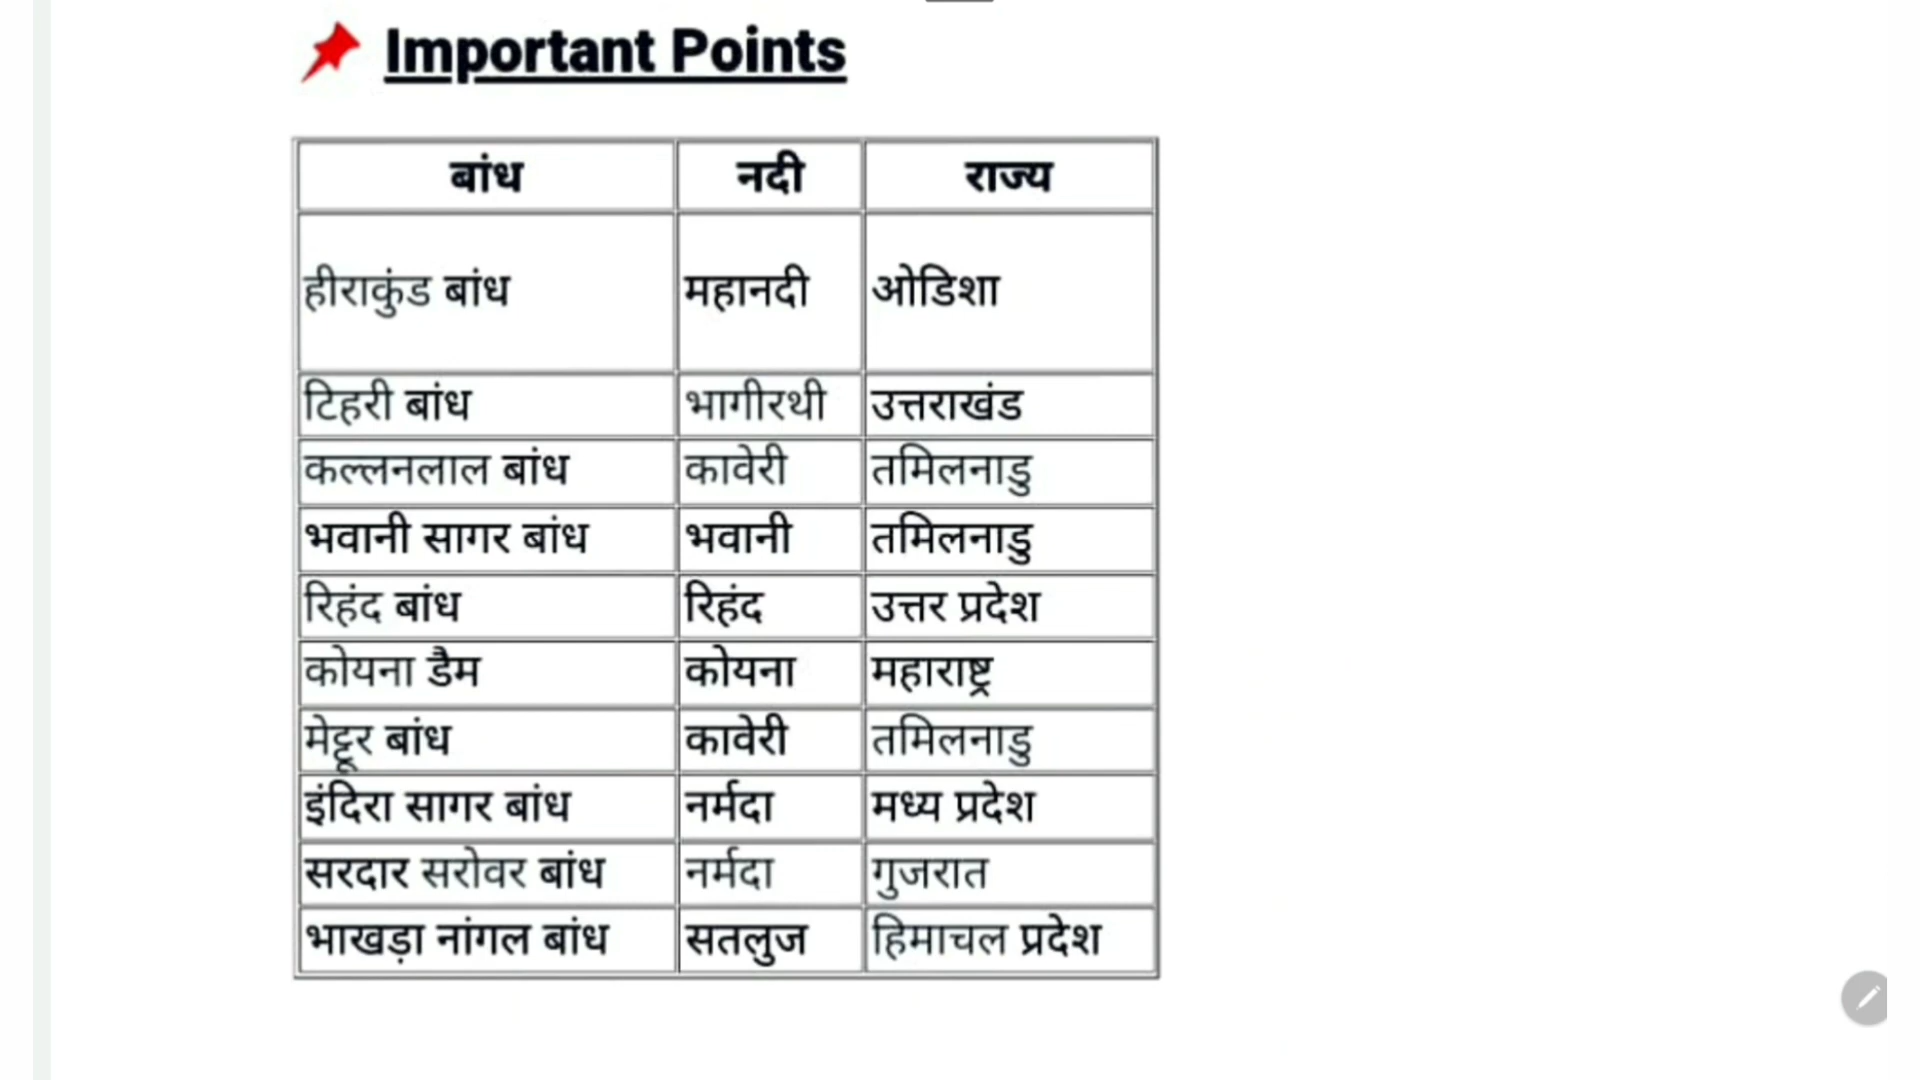 Important Points
बांध नदी राज्य
हीराकुंड बांध महानदी ओडिशा
टिहरी बांध भागीरथी उत्तराखंड
कल्लनलाल बांध कावेरी तमिलनाडु
भवानी सागर बांध भवानी तमिलनाडु
रिहंद बांध रिहंद उत्तर प्रदेश
कोयना डैम कोयना महाराष्ट्र
मेट्टूर बांध कावेरी तमिलनाडु
इंदिरा सागर बांध नर्मदा मध्य प्रदेश
सरदार सरोवर बांध नर्मदा गुजरात
भाखड़ा नांगल बांध सतलुज हिमाचल प्रदेश